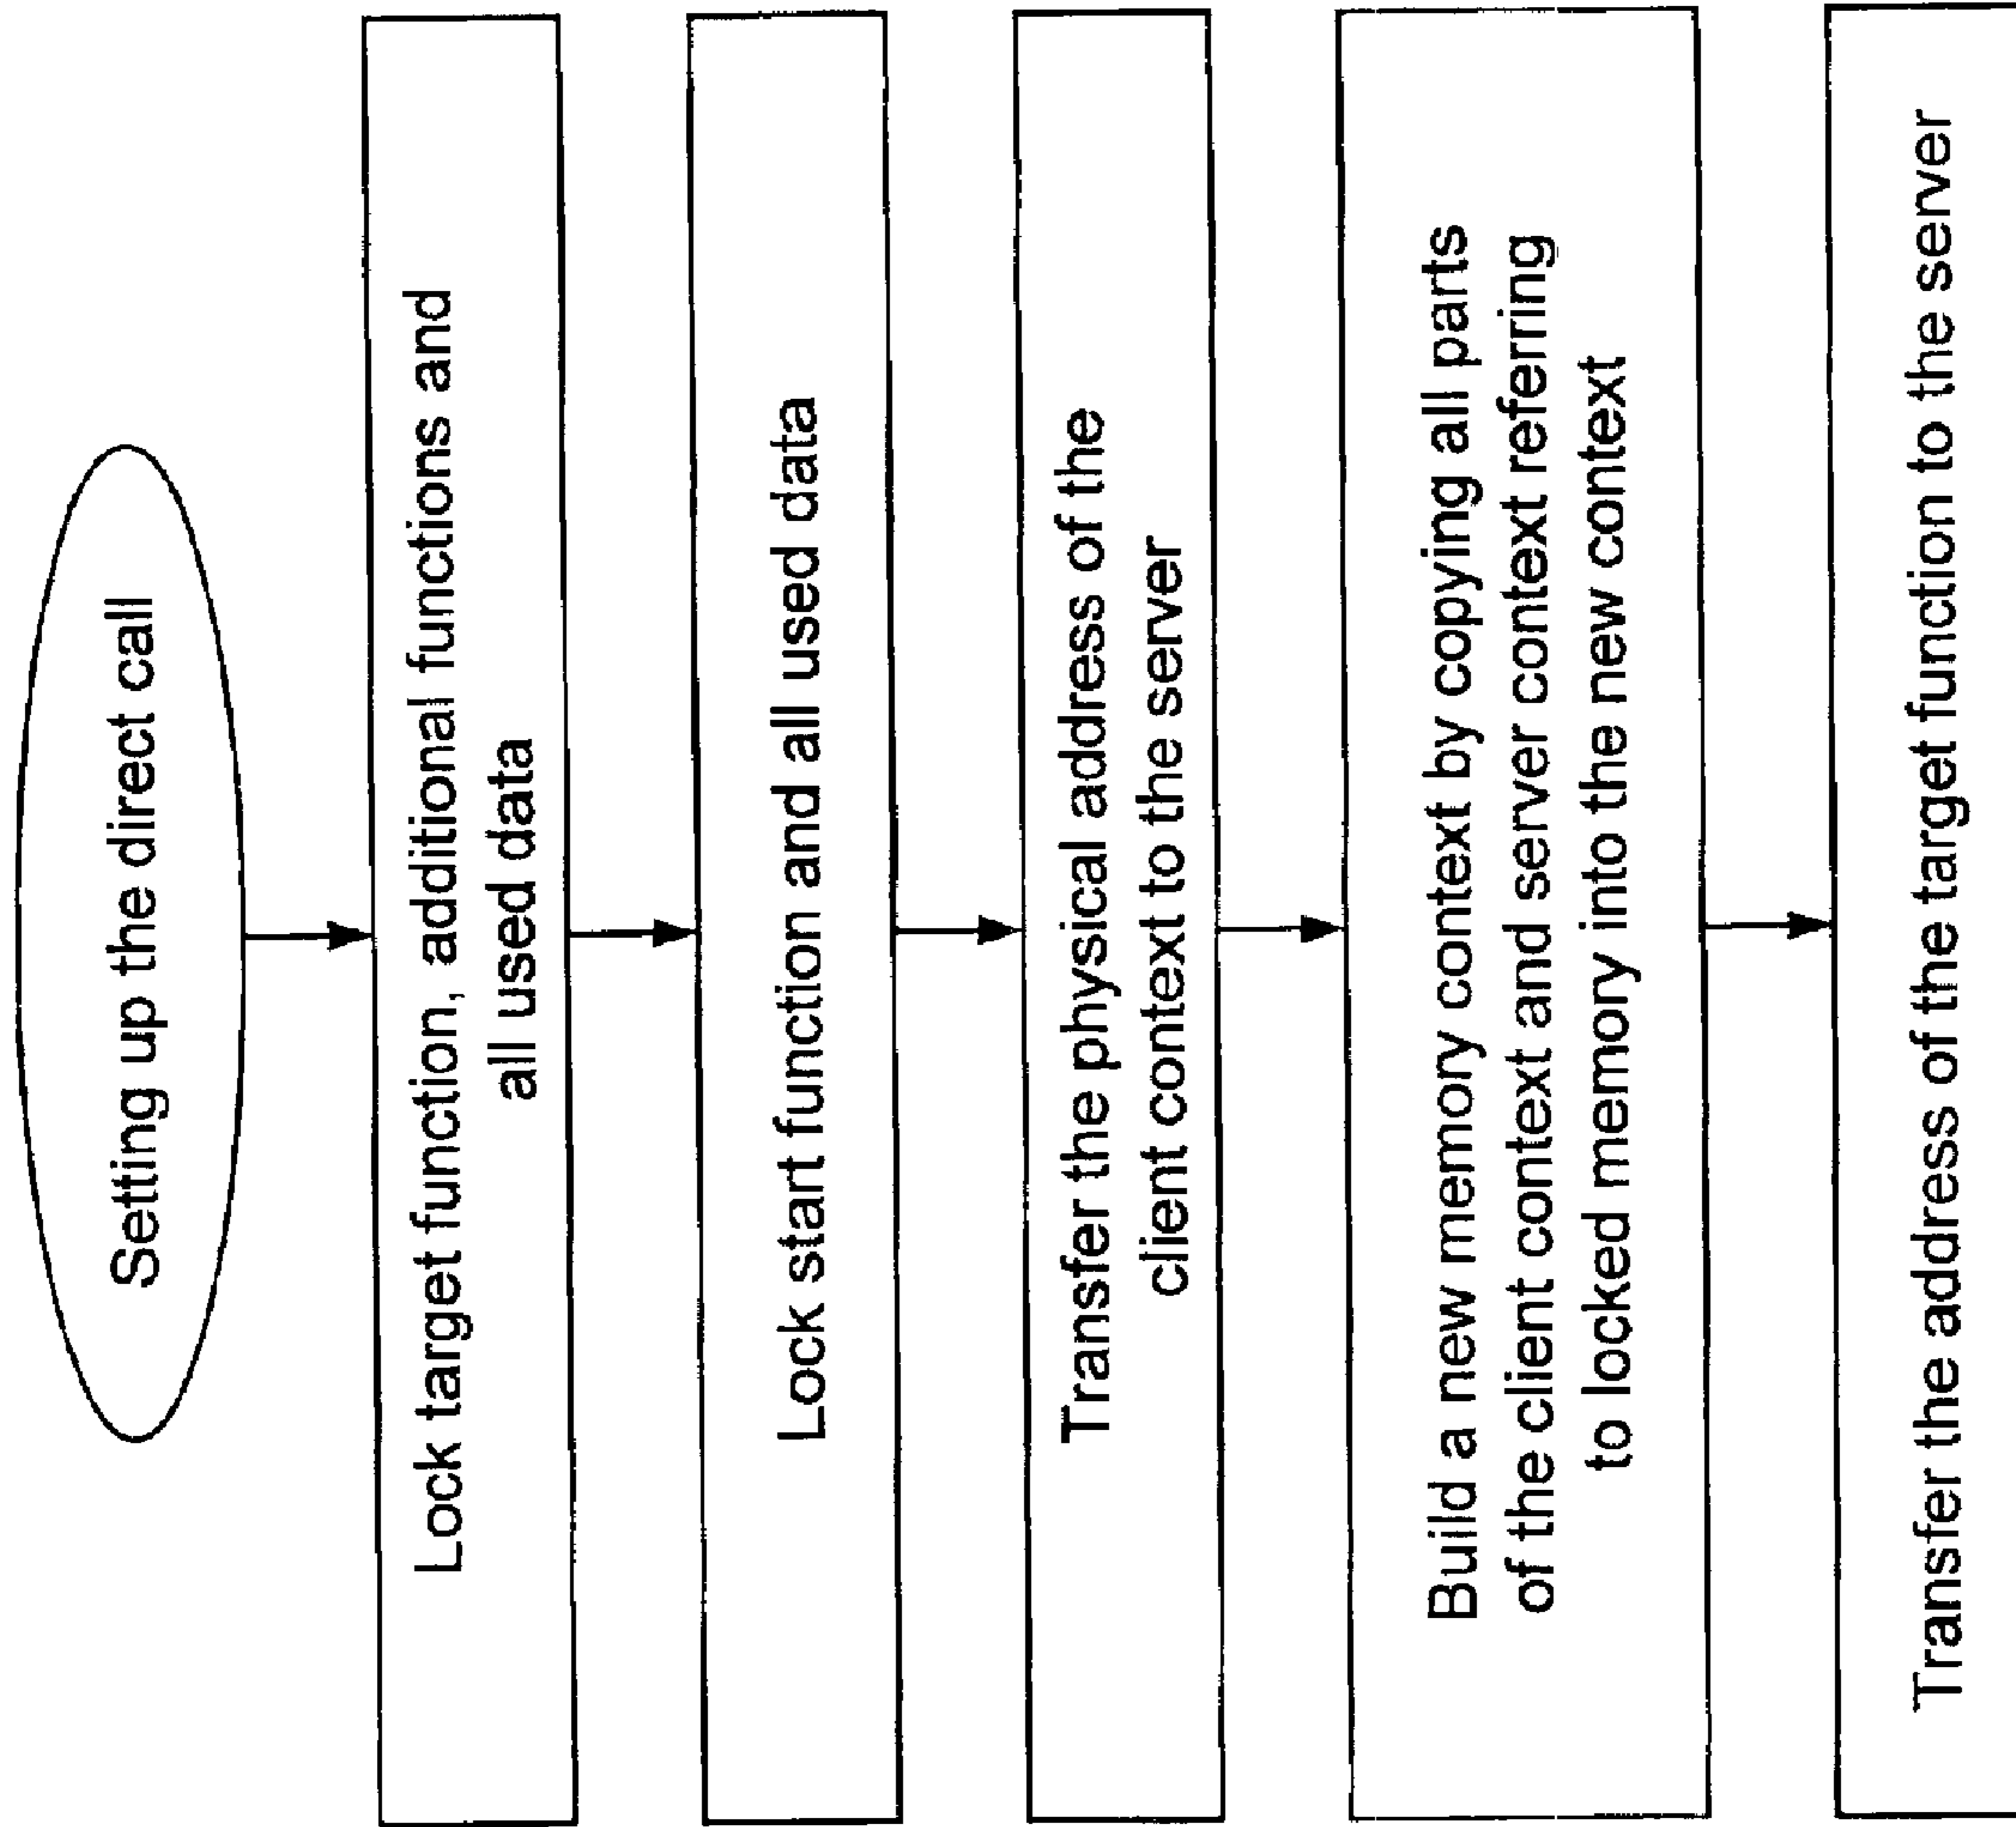 Setting up the direct call
Lock target function, additional functions and
all used data
Lock start function and all used data
Transfer the physical address of the
client context to the server
Build a new memory context by copying all parts
of the client context and server context referring
to locked memory into the new context
Transfer the address of the target function to the server